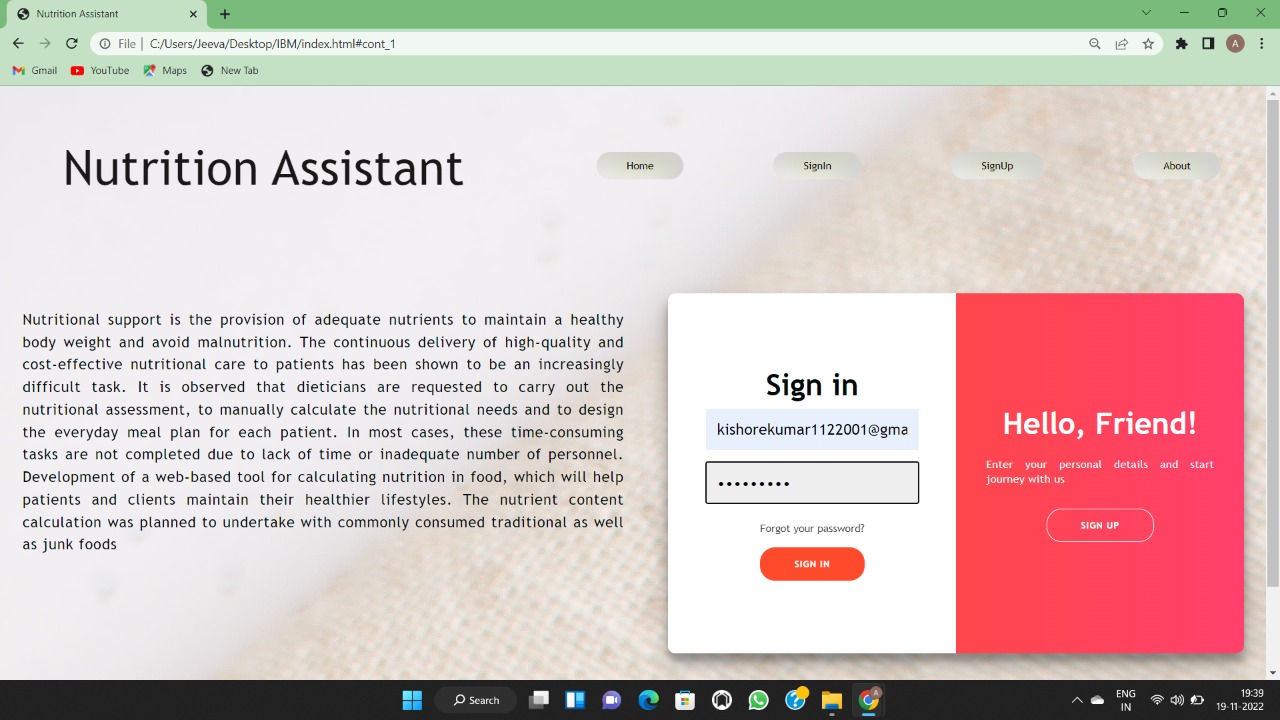 Nutrition Assistant
File | C:/Users/Jeeva/Desktop/IBM/index.html#cont_1
A
Gmail YouTube Maps New Tab
Nutrition Assistant
Home SignIn SignUp About
Nutritional support is the provision of adequate nutrients to maintain a healthy
body weight and avoid malnutrition. The continuous delivery of high-quality and
cost-effective nutritional care to patients has been shown to be an increasingly
difficult task. It is observed that dieticians are requested to carry out the
nutritional assessment, to manually calculate the nutritional needs and to design
the everyday meal plan for each patient. In most cases, these time-consuming
tasks are not completed due to lack of time or inadequate number of personnel.
Development of a web-based tool for calculating nutrition in food, which will help
patients and clients maintain their healthier lifestyles. The nutrient content
calculation was planned to undertake with commonly consumed traditional as well
as junk foods
Sign in
kishorekumar1122001@gma
•••••••••
Forgot your password?
SIGN IN
Hello, Friend!
Enter your personal details and start
journey with us
SIGN UP
Search
A
ENG
IN
19:39
19-11-2022